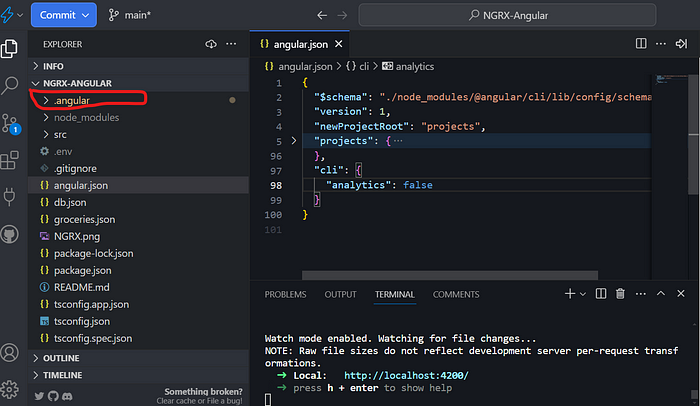 Commit
main*
NGRX-Angular
EXPLORER
INFO
NGRX-ANGULAR
.angular
node_modules
src
.env
.gitignore
{} angular.json
{} db.json
{} groceries.json
NGRX.png
{} package-lock.json
{} package.json
README.md
{} tsconfig.app.json
TS tsconfig.json
{} tsconfig.spec.json
OUTLINE
TIMELINE
Something broken?
Clear cache or File a bug!
1
{} angular.json
{} angular.json > {} cli > analytics
1 {
2 "$schema": "./node_modules/@angular/cli/lib/config/schema
3 "version": 1,
4 "newProjectRoot": "projects",
5 "projects": { ...
96 },
97 "cli": {
98 "analytics": false
99 }
100 }
101
PROBLEMS OUTPUT TERMINAL COMMENTS
Watch mode enabled. Watching for file changes...
NOTE: Raw file sizes do not reflect development server per-request transf
ormations.
➜ Local: http://localhost:4200/
➜ press h + enter to show help